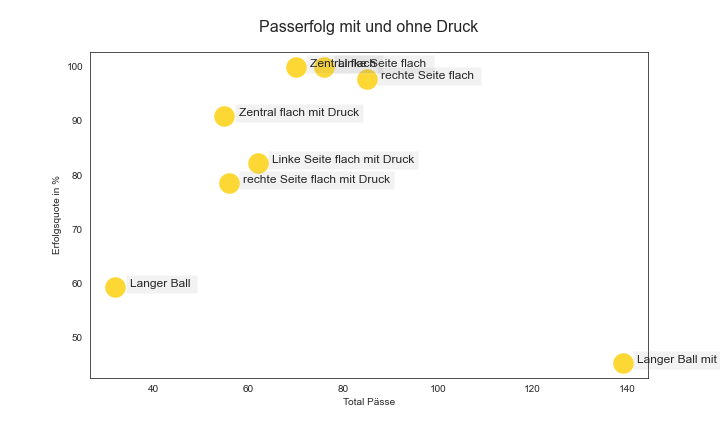 Passerfolg mit und ohne Druck
100
Zentral flach
Linke Seite flach
rechte Seite flach
90
Zentral flach mit Druck
80
Linke Seite flach mit Druck
rechte Seite flach mit Druck
70
60
Langer Ball
50
Langer Ball mit
Erfolgsquote in %
40
60
80
100
120
140
Total Pässe